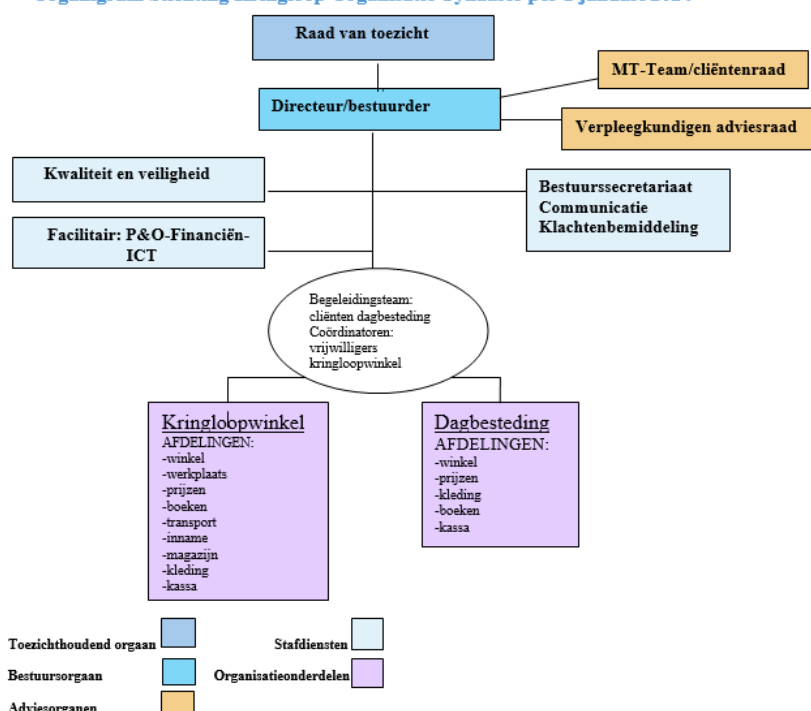 Raad van toezicht
MT-Team/cliëntenraad
Directeur/bestuurder
Verpleegkundigen adviesraad
Kwaliteit en veiligheid
Bestuurssecretariaat
Communicatie
Klachtenbemiddeling
Facilitair: P&O-Financiën-
ICT
Begeleidingsteam:
cliënten dagbesteding
Coördinatoren:
vrijwilligers
kringloopwinkel
Kringloopwinkel
AFDELINGEN:
-winkel
-werkplaats
-prijzen
-boeken
-transport
-inname
-magazijn
-kleding
-kassa
Dagbesteding
AFDELINGEN:
-winkel
-prijzen
-kleding
-boeken
-kassa
Toezichthoudend orgaan
Stafdiensten
Bestuursorgaan
Organisatieonderdelen
Adviesorganen